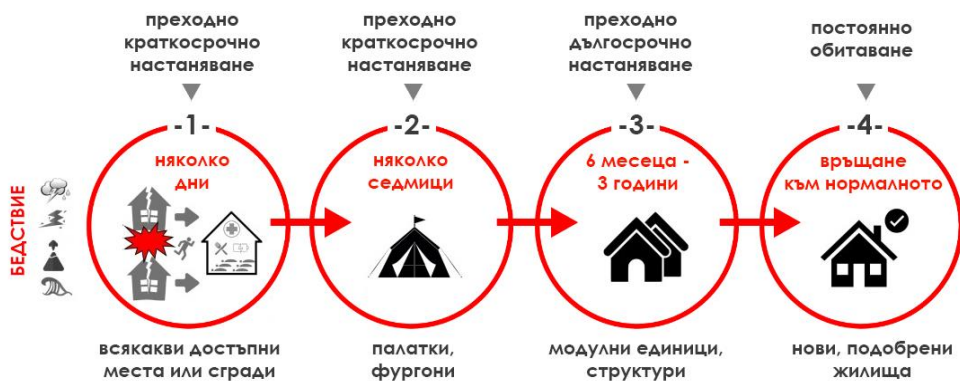 преходно
краткосрочно
настаняване
преходно
краткосрочно
настаняване
преходно
дългосрочно
настаняване
постоянно
обитаване
-1-
-2-
-3-
-4-
няколко
дни
няколко
седмици
6 месеца -
3 години
връщане
към нормалното
БЕДСТВИЕ
всякакви достъпни
места или сгради
палатки,
фургони
модулни единици,
структури
нови, подобрени
жилища